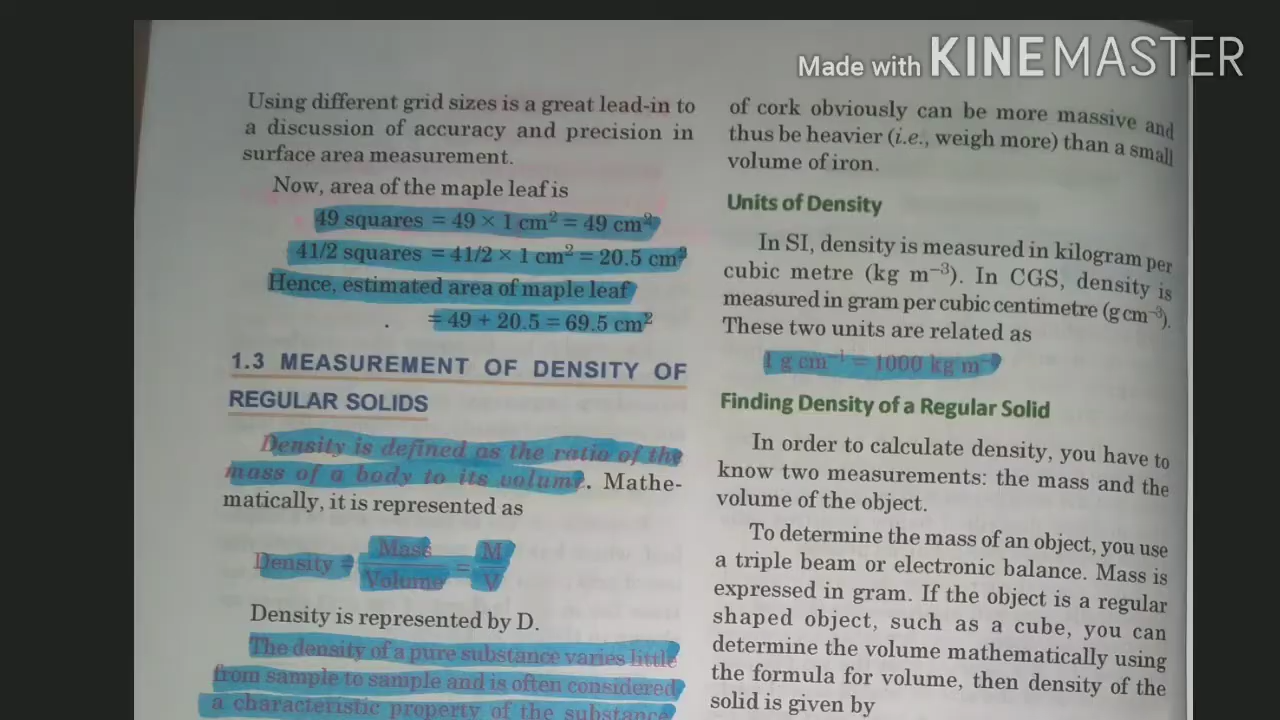 Made with KINEMASTER
Using different grid sizes is a great lead-in to
a discussion of accuracy and precision in
surface area measurement.
Now, area of the maple leaf is
49 squares = 49 × 1 cm² = 49 cm²
41/2 squares = 41/2 × 1 cm² = 20.5 cm²
Hence, estimated area of maple leaf
= 49 + 20.5 = 69.5 cm²
1.3 MEASUREMENT OF DENSITY OF
REGULAR SOLIDS
Density is defined as the ratio of the
mass of a body to its volume. Mathe-
matically, it is represented as
Density = Mass/Volume = M/V
Density is represented by D.
The density of a pure substance varies little
from sample to sample and is often considered
a characteristic property of the substance
of cork obviously can be more massive and
thus be heavier (i.e., weigh more) than a small
volume of iron.
Units of Density
In SI, density is measured in kilogram per
cubic metre (kg m⁻³). In CGS, density is
measured in gram per cubic centimetre (g cm⁻³).
These two units are related as
1 g cm⁻¹ = 1000 kg m⁻³
Finding Density of a Regular Solid
In order to calculate density, you have to
know two measurements: the mass and the
volume of the object.
To determine the mass of an object, you use
a triple beam or electronic balance. Mass is
expressed in gram. If the object is a regular
shaped object, such as a cube, you can
determine the volume mathematically using
the formula for volume, then density of the
solid is given by